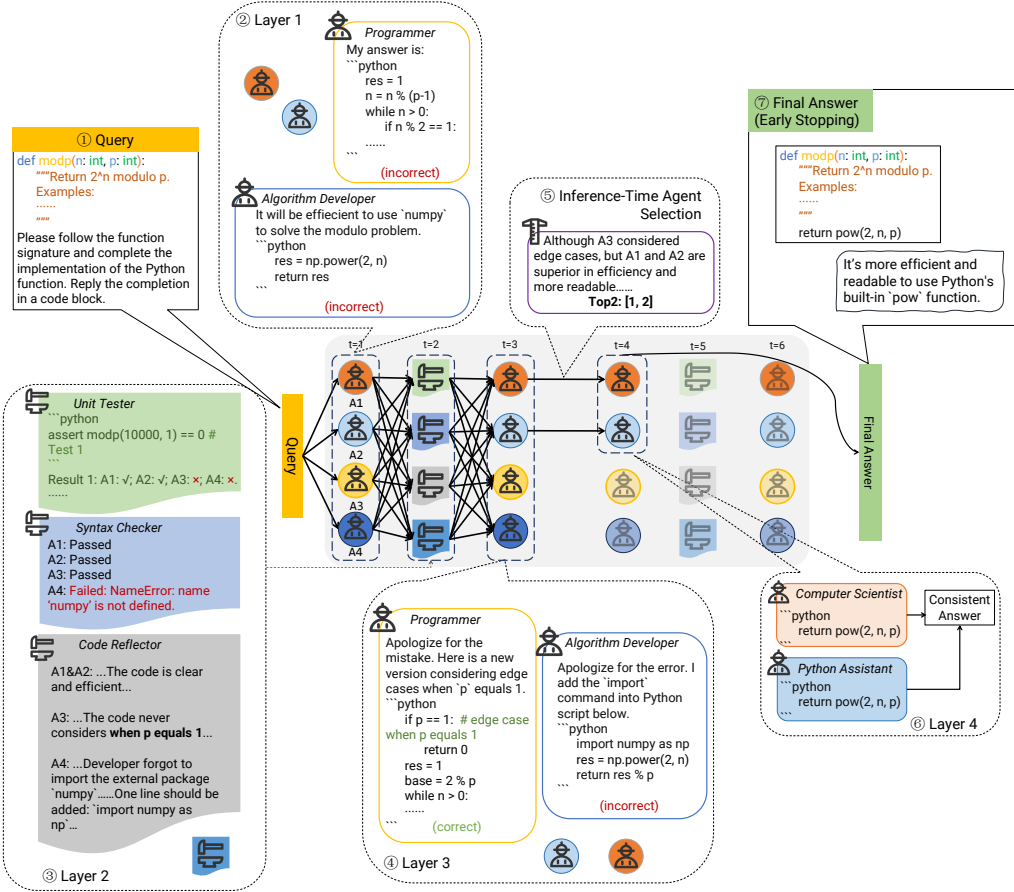 ① Query
def modp(n: int, p: int):
"""Return 2^n modulo p.
Examples:
......
"""
Please follow the function
signature and complete the
implementation of the Python
function. Reply the completion
in a code block.
② Layer 1
Programmer
My answer is:
```python
res = 1
n = n % (p-1)
while n > 0:
if n % 2 == 1:
......
```
(incorrect)
Algorithm Developer
It will be effiecient to use `numpy`
to solve the modulo problem.
```python
res = np.power(2, n)
return res
```
(incorrect)
⑤ Inference-Time Agent
Selection
Although A3 considered
edge cases, but A1 and A2 are
superior in efficiency and
more readable......
Top2: [1, 2]
⑦ Final Answer
(Early Stopping)
def modp(n: int, p: int):
"""Return 2^n modulo p.
Examples:
......
"""
return pow(2, n, p)
It's more efficient and
readable to use Python's
built-in `pow` function.
t=1
t=2
t=3
t=4
t=5
t=6
Query
A1
A2
A3
A4
Final Answer
Unit Tester
```python
assert modp(10000, 1) == 0 #
Test 1
```
Result 1: A1: √; A2: √; A3: ×; A4: ×.
......
Syntax Checker
A1: Passed
A2: Passed
A3: Passed
A4: Failed: NameError: name
'numpy' is not defined.
Code Reflector
A1&A2: ...The code is clear
and efficient...
A3: ...The code never
considers when p equals 1...
A4: ...Developer forgot to
import the external package
`numpy`......One line should be
added: `import numpy as
np`...
③ Layer 2
Programmer
Apologize for the
mistake. Here is a new
version considering edge
cases when `p` equals 1.
```python
if p == 1: # edge case
when p equals 1
return 0
res = 1
base = 2 % p
while n > 0:
......
```
(correct)
Algorithm Developer
Apologize for the error. I
add the `import`
command into Python
script below.
```python
import numpy as np
res = np.power(2, n)
return res % p
```
(incorrect)
④ Layer 3
Computer Scientist
```python
return pow(2, n, p)
```
Python Assistant
```python
return pow(2, n, p)
```
Consistent
Answer
⑥ Layer 4